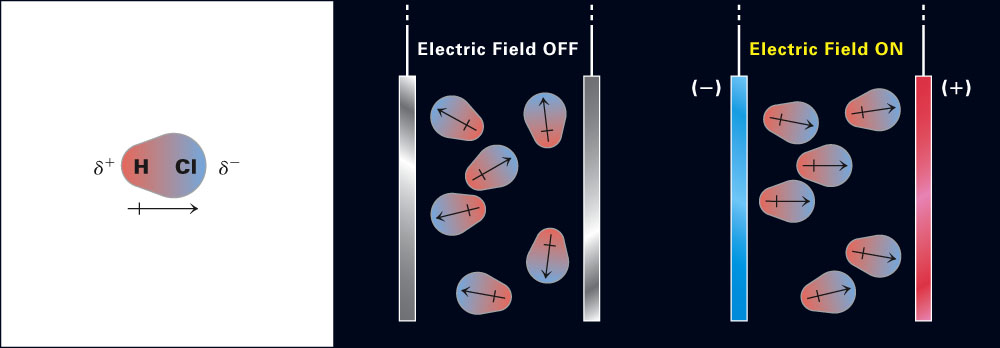 δ+ H Cl δ−
Electric Field OFF
Electric Field ON
(−)
(+)